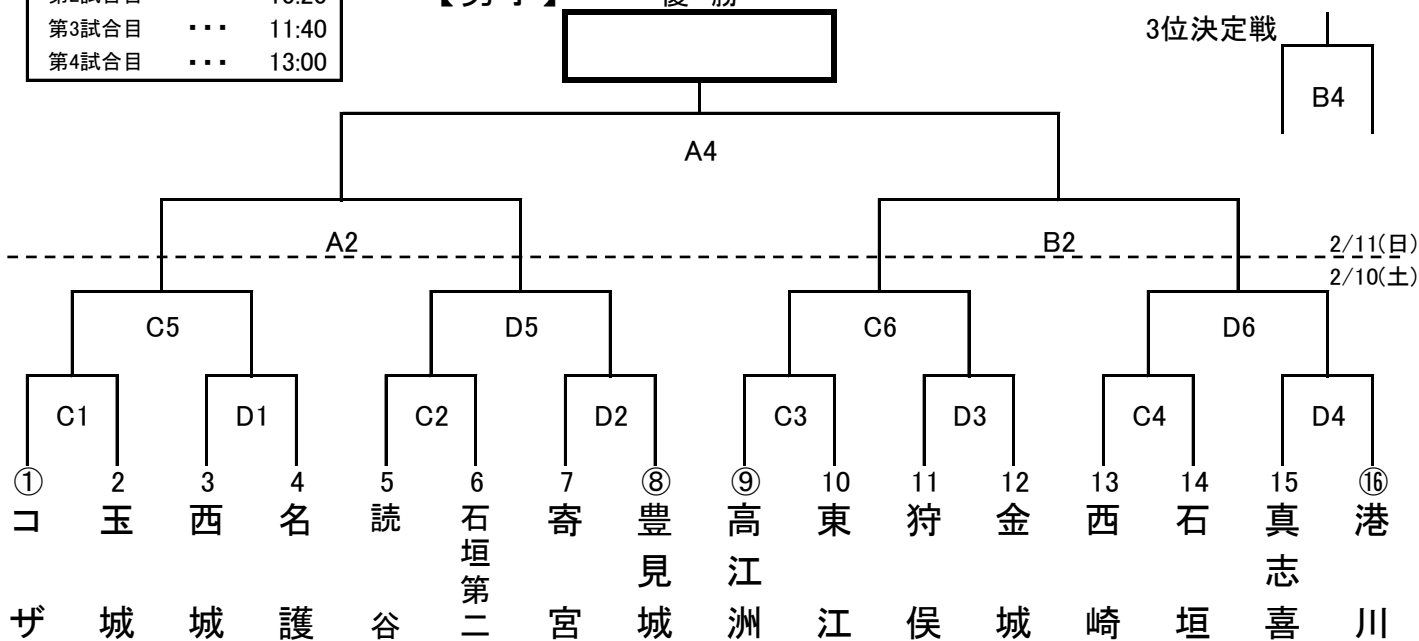 第3試合目 ・・・ 11:40
第4試合目 ・・・ 13:00
3位決定戦
B4
A4
A2
B2
2/11(日)
2/10(土)
C5
D5
C6
D6
C1
D1
C2
D2
C3
D3
C4
D4
① 2 3 4 5 6 7 ⑧ ⑨ 10 11 12 13 14 15 ⑯
コザ
玉城
西城
名護
読谷
石垣第二
寄宮
豊見城
高江洲
東江
狩俣
金城
西崎
石垣
真志喜
港川